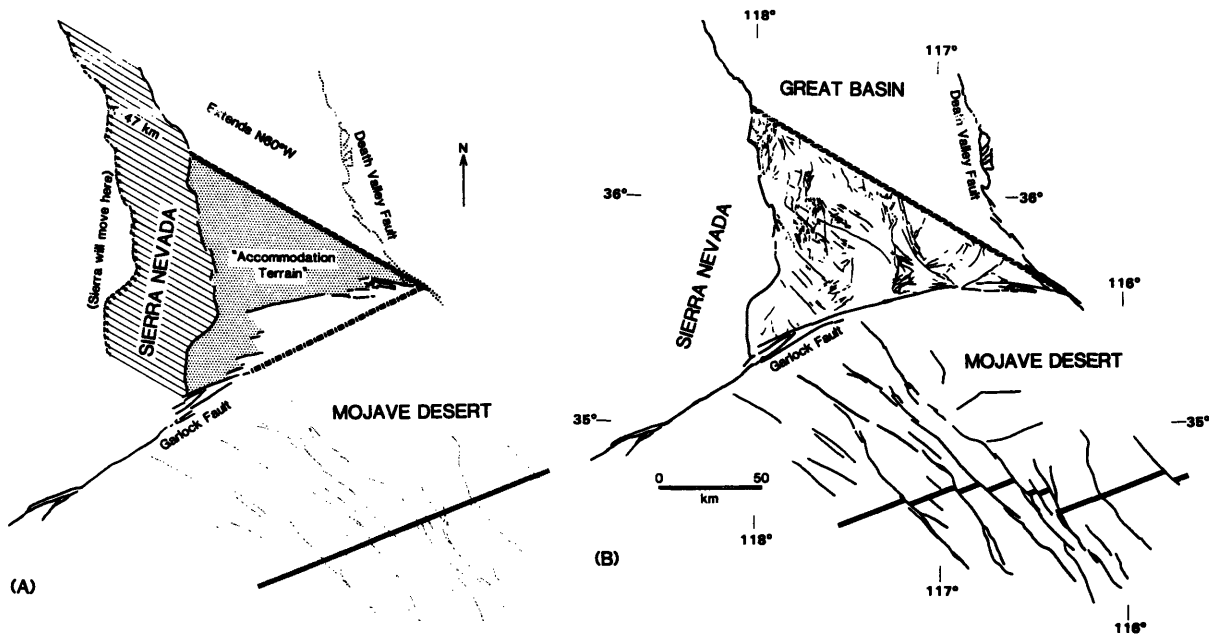 47 km
Extends N60°W
N
Death Valley
Fault
(Sierra will move here)
SIERRA NEVADA
"Accommodation
Terrain"
Garlock Fault
MOJAVE DESERT
(A)
118°
117°
GREAT BASIN
Death Valley
Fault
36°
36°
SIERRA NEVADA
116°
Garlock Fault
MOJAVE DESERT
35°
35°
0 50
km
118°
(B)
117°
116°